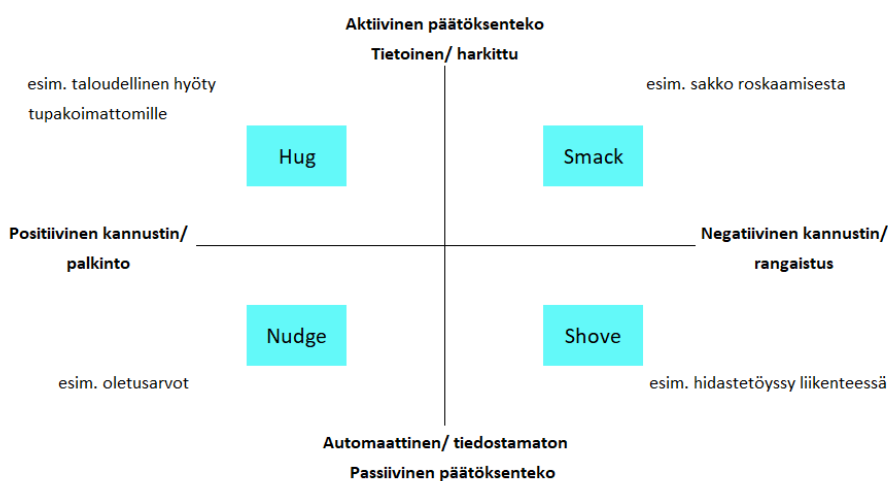 Aktiivinen päätöksenteko
Tietoinen/ harkittu
esim. taloudellinen hyöty
tupakoimattomille
esim. sakko roskaamisesta
Hug
Smack
Positiivinen kannustin/
palkinto
Negatiivinen kannustin/
rangaistus
Nudge
Shove
esim. oletusarvot
esim. hidastetöyssy liikenteessä
Automaattinen/ tiedostamaton
Passiivinen päätöksenteko